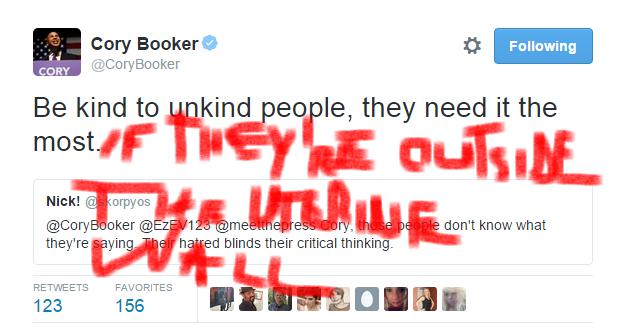 Cory Booker
@CoryBooker
CORY
Following
Be kind to unkind people, they need it the
most.
IF THEY'RE OUTSIDE
THE UTERINE
WALL
Nick! @skorpyos
@CoryBooker @EzEV123 @meetthepress Cory, those people don't know what
they're saying. Their hatred blinds their critical thinking.
RETWEETS FAVORITES
123 156